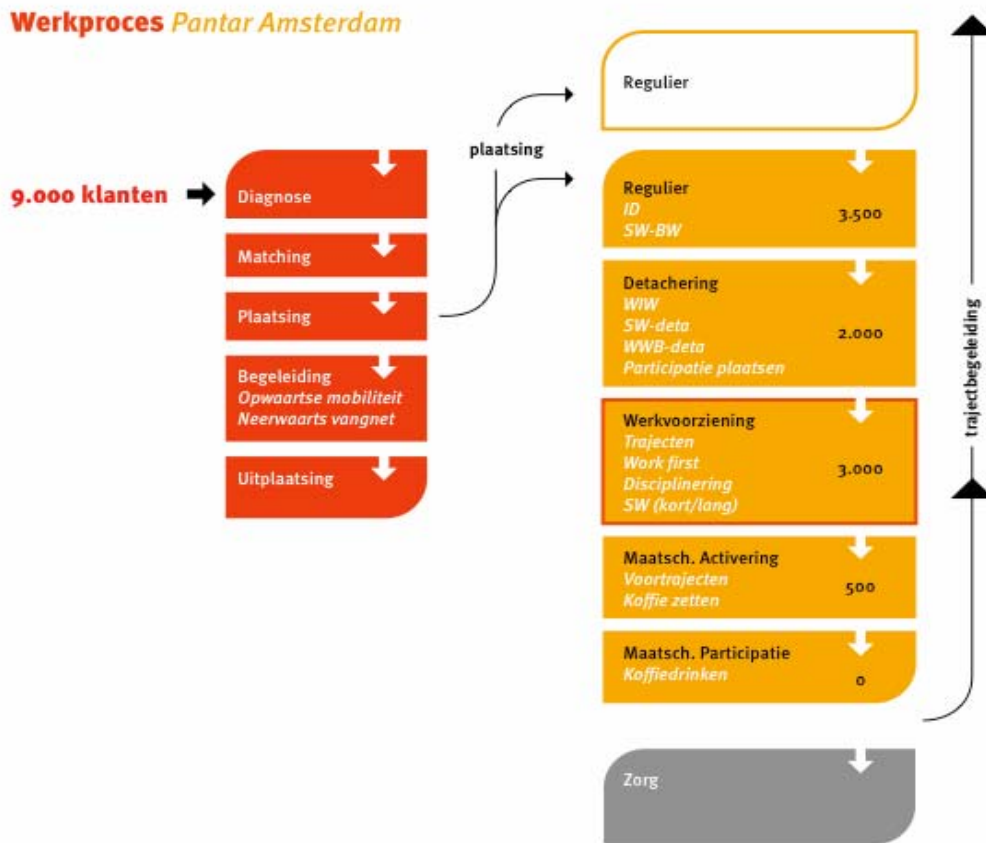 Werkproces Pantar Amsterdam
9.000 klanten
Diagnose
Matching
Plaatsing
Begeleiding
Opwaartse mobiliteit
Neerwaarts vangnet
Uitplaatsing
plaatsing
Regulier
Regulier
ID
SW-BW
3.500
Detachering
WIW
SW-deta
WWB-deta
Participatie plaatsen
2.000
Werkvoorziening
Trajecten
Work first
Disciplinering
SW (kort/lang)
3.000
Maatsch. Activering
Voortrajecten
Koffie zetten
500
Maatsch. Participatie
Koffiedrinken
0
Zorg
trajectbegeleiding